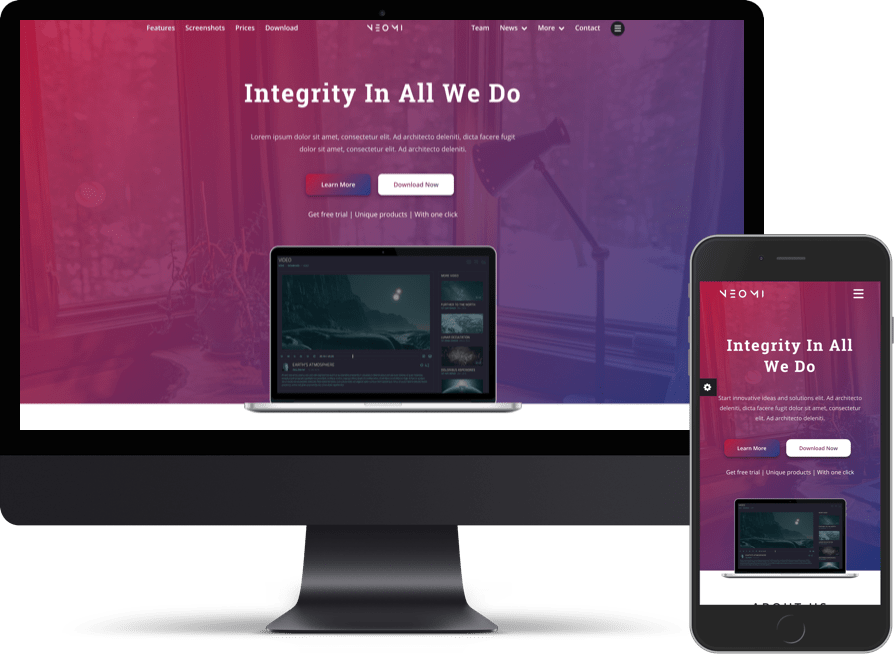 Features Screenshots Prices Download NEOMI Team News More Contact
Integrity In All We Do
Lorem ipsum dolor sit amet, consectetur elit. Ad architecto deleniti, dicta facere fugit
dolor sit amet, consectetur elit. Ad architecto deleniti.
Learn More Download Now
Get free trial | Unique products | With one click
VIDEO
EARTH'S ATMOSPHERE
NEOMI
Integrity In All
We Do
Start innovative ideas and solutions elit. Ad architecto
deleniti, dicta facere fugit dolor sit amet, consectetur
elit. Ad architecto deleniti.
Learn More Download Now
Get free trial | Unique products | With one click
ABOUT US